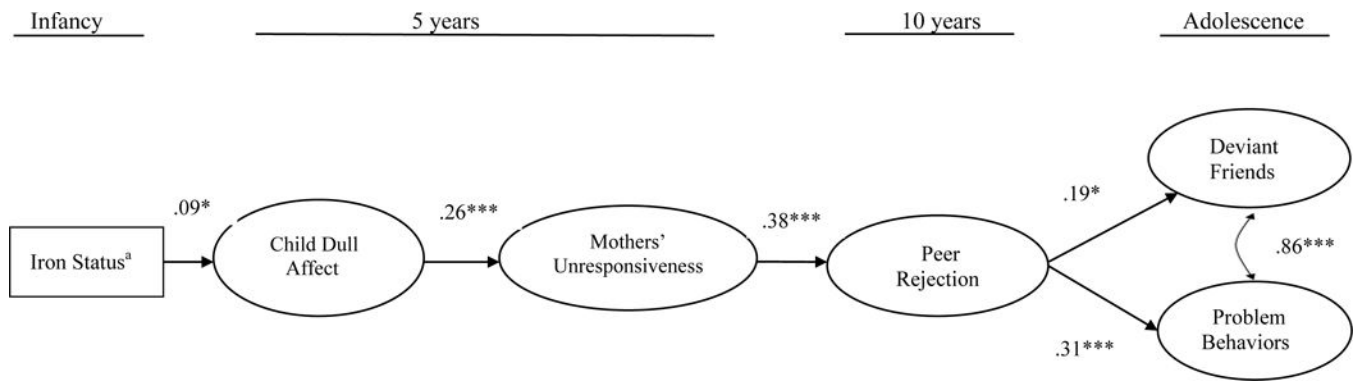 Infancy
5 years
10 years
Adolescence
Deviant
Friends
.09*
.26***
.38***
.19*
Iron Statusᵃ
Child Dull
Affect
Mothers’
Unresponsiveness
Peer
Rejection
.86***
.31***
Problem
Behaviors